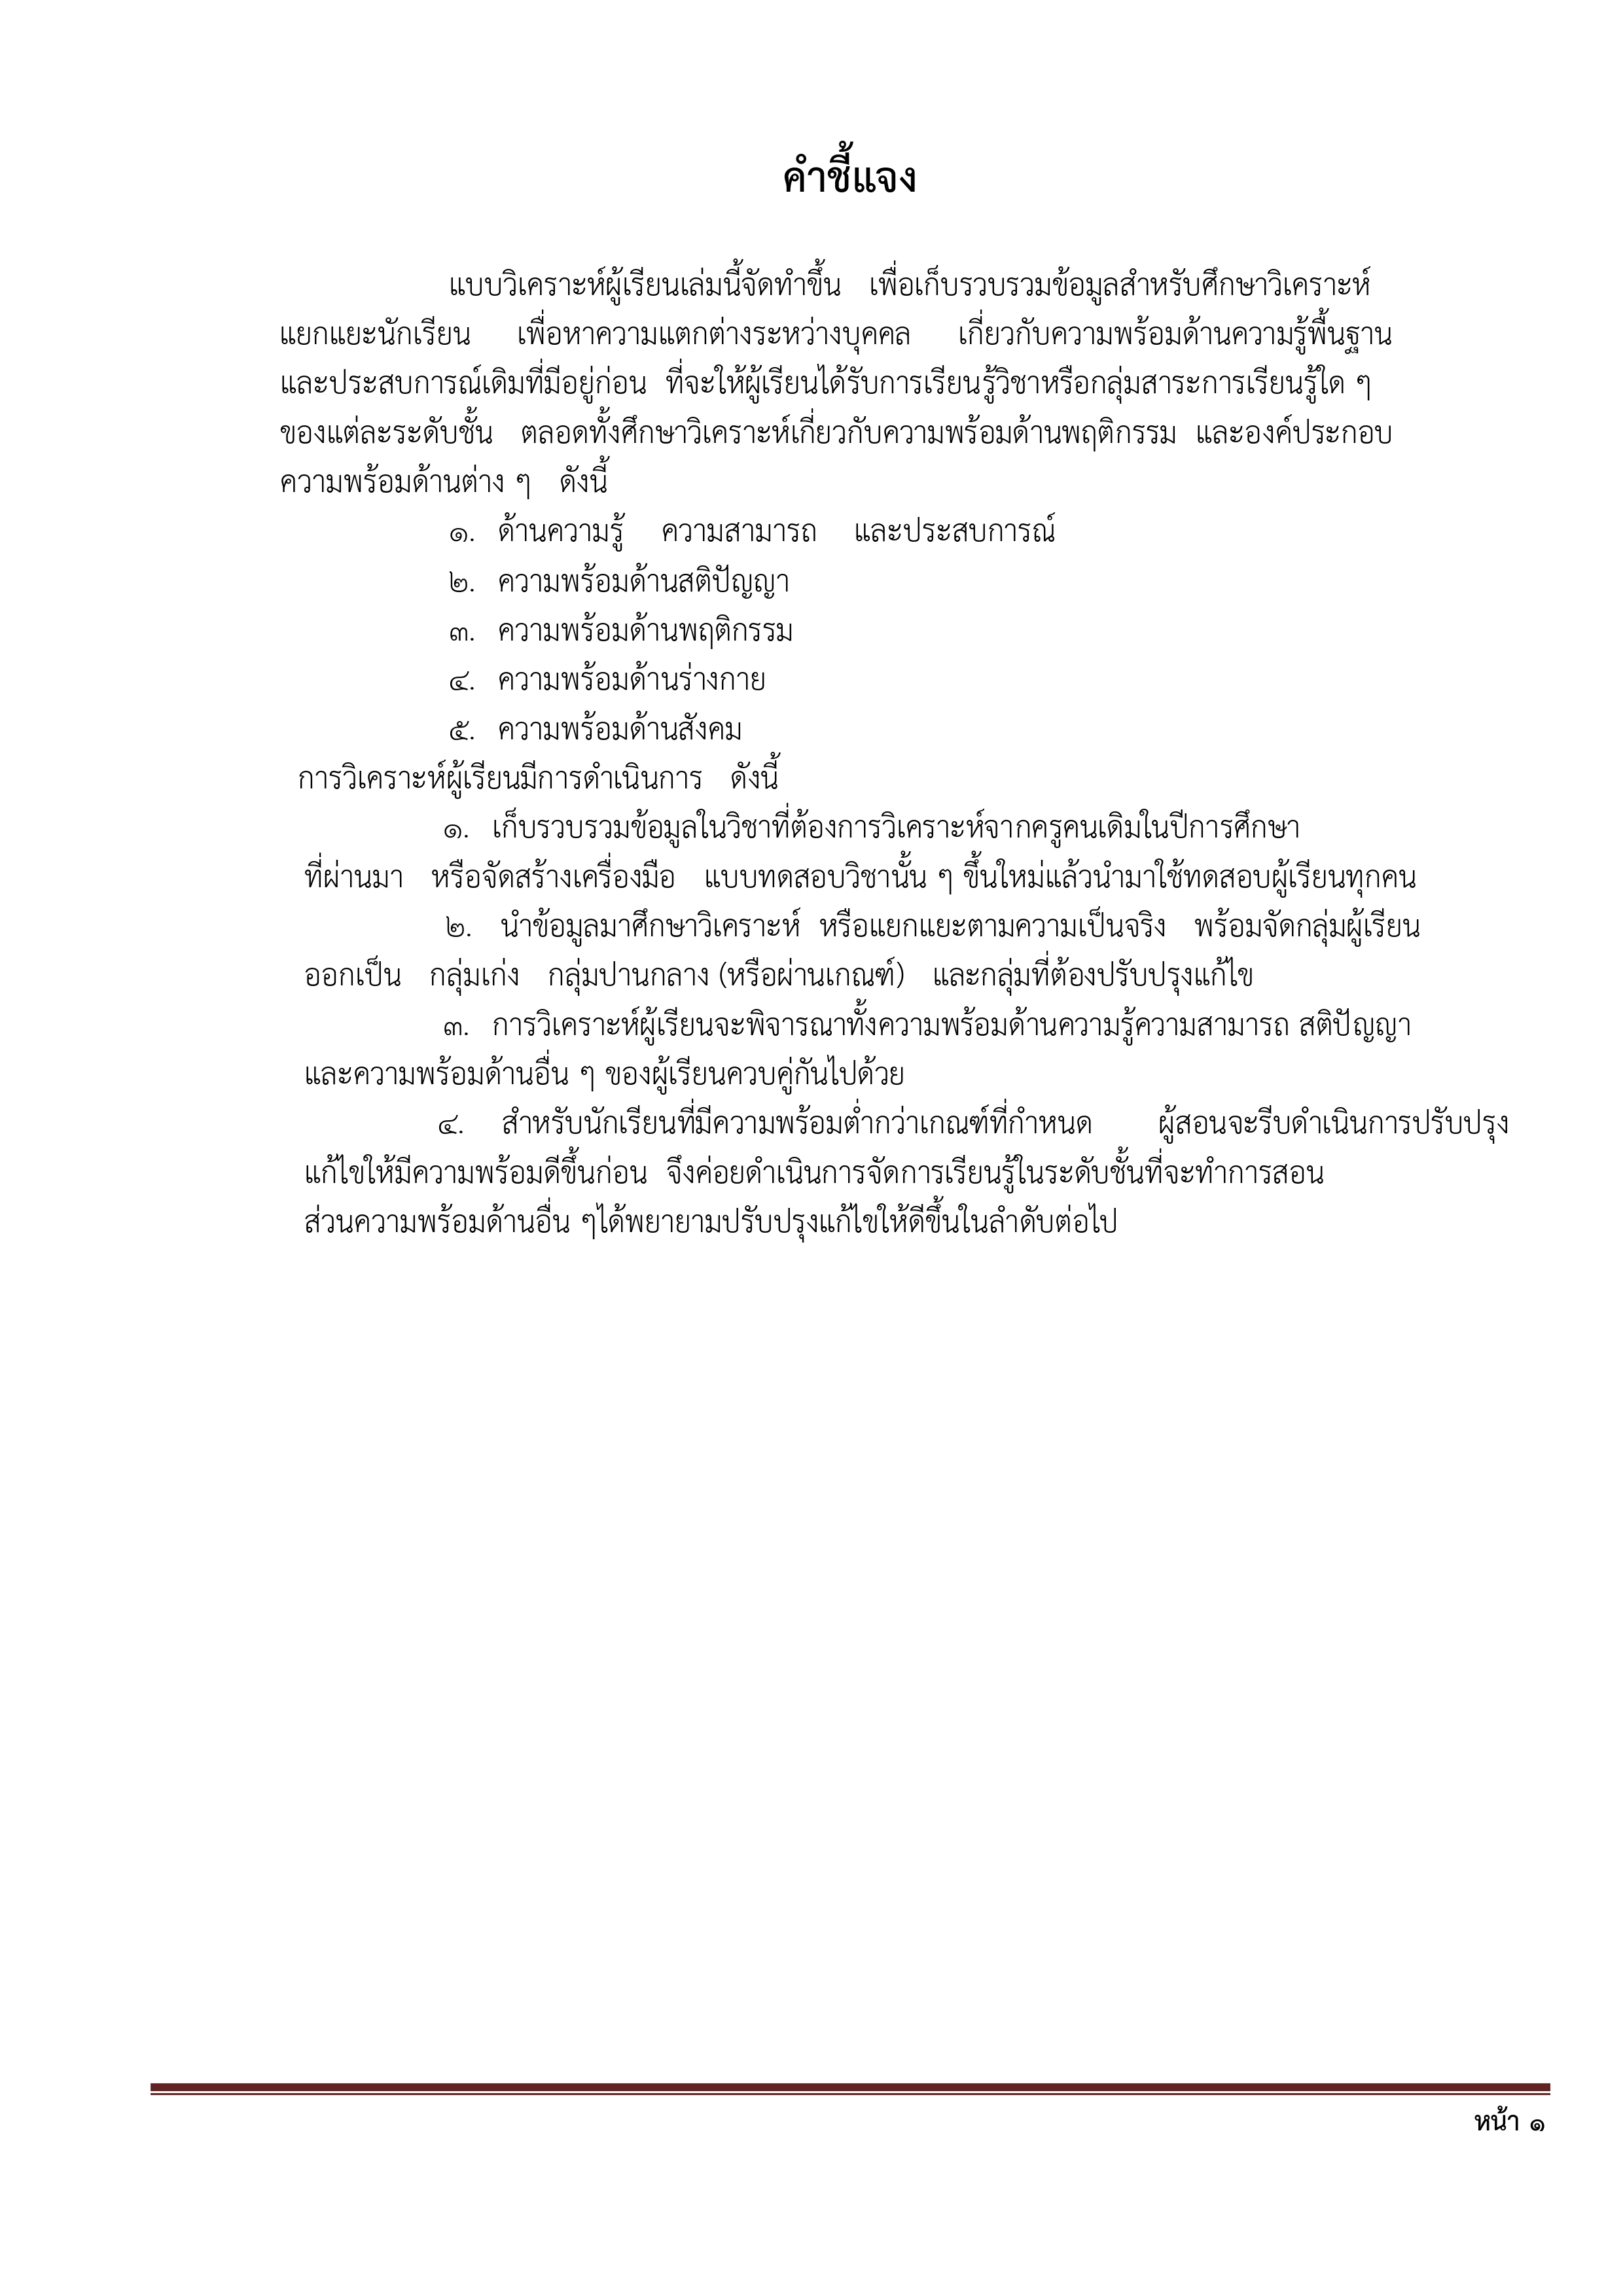 คำชี้แจง
แบบวิเคราะห์ผู้เรียนเล่มนี้จัดทำขึ้น เพื่อเก็บรวบรวมข้อมูลสำหรับศึกษาวิเคราะห์
แยกแยะนักเรียน เพื่อหาความแตกต่างระหว่างบุคคล เกี่ยวกับความพร้อมด้านความรู้พื้นฐาน
และประสบการณ์เดิมที่มีอยู่ก่อน ที่จะให้ผู้เรียนได้รับการเรียนรู้วิชาหรือกลุ่มสาระการเรียนรู้ใด ๆ
ของแต่ละระดับชั้น ตลอดทั้งศึกษาวิเคราะห์เกี่ยวกับความพร้อมด้านพฤติกรรม และองค์ประกอบ
ความพร้อมด้านต่าง ๆ ดังนี้
๑. ด้านความรู้ ความสามารถ และประสบการณ์
๒. ความพร้อมด้านสติปัญญา
๓. ความพร้อมด้านพฤติกรรม
๔. ความพร้อมด้านร่างกาย
๕. ความพร้อมด้านสังคม
การวิเคราะห์ผู้เรียนมีการดำเนินการ ดังนี้
๑. เก็บรวบรวมข้อมูลในวิชาที่ต้องการวิเคราะห์จากครูคนเดิมในปีการศึกษา
ที่ผ่านมา หรือจัดสร้างเครื่องมือ แบบทดสอบวิชานั้น ๆ ขึ้นใหม่แล้วนำมาใช้ทดสอบผู้เรียนทุกคน
๒. นำข้อมูลมาศึกษาวิเคราะห์ หรือแยกแยะตามความเป็นจริง พร้อมจัดกลุ่มผู้เรียน
ออกเป็น กลุ่มเก่ง กลุ่มปานกลาง (หรือผ่านเกณฑ์) และกลุ่มที่ต้องปรับปรุงแก้ไข
๓. การวิเคราะห์ผู้เรียนจะพิจารณาทั้งความพร้อมด้านความรู้ความสามารถ สติปัญญา
และความพร้อมด้านอื่น ๆ ของผู้เรียนควบคู่กันไปด้วย
๔. สำหรับนักเรียนที่มีความพร้อมต่ำกว่าเกณฑ์ที่กำหนด ผู้สอนจะรีบดำเนินการปรับปรุง
แก้ไขให้มีความพร้อมดีขึ้นก่อน จึงค่อยดำเนินการจัดการเรียนรู้ในระดับชั้นที่จะทำการสอน
ส่วนความพร้อมด้านอื่น ๆได้พยายามปรับปรุงแก้ไขให้ดีขึ้นในลำดับต่อไป
หน้า ๑